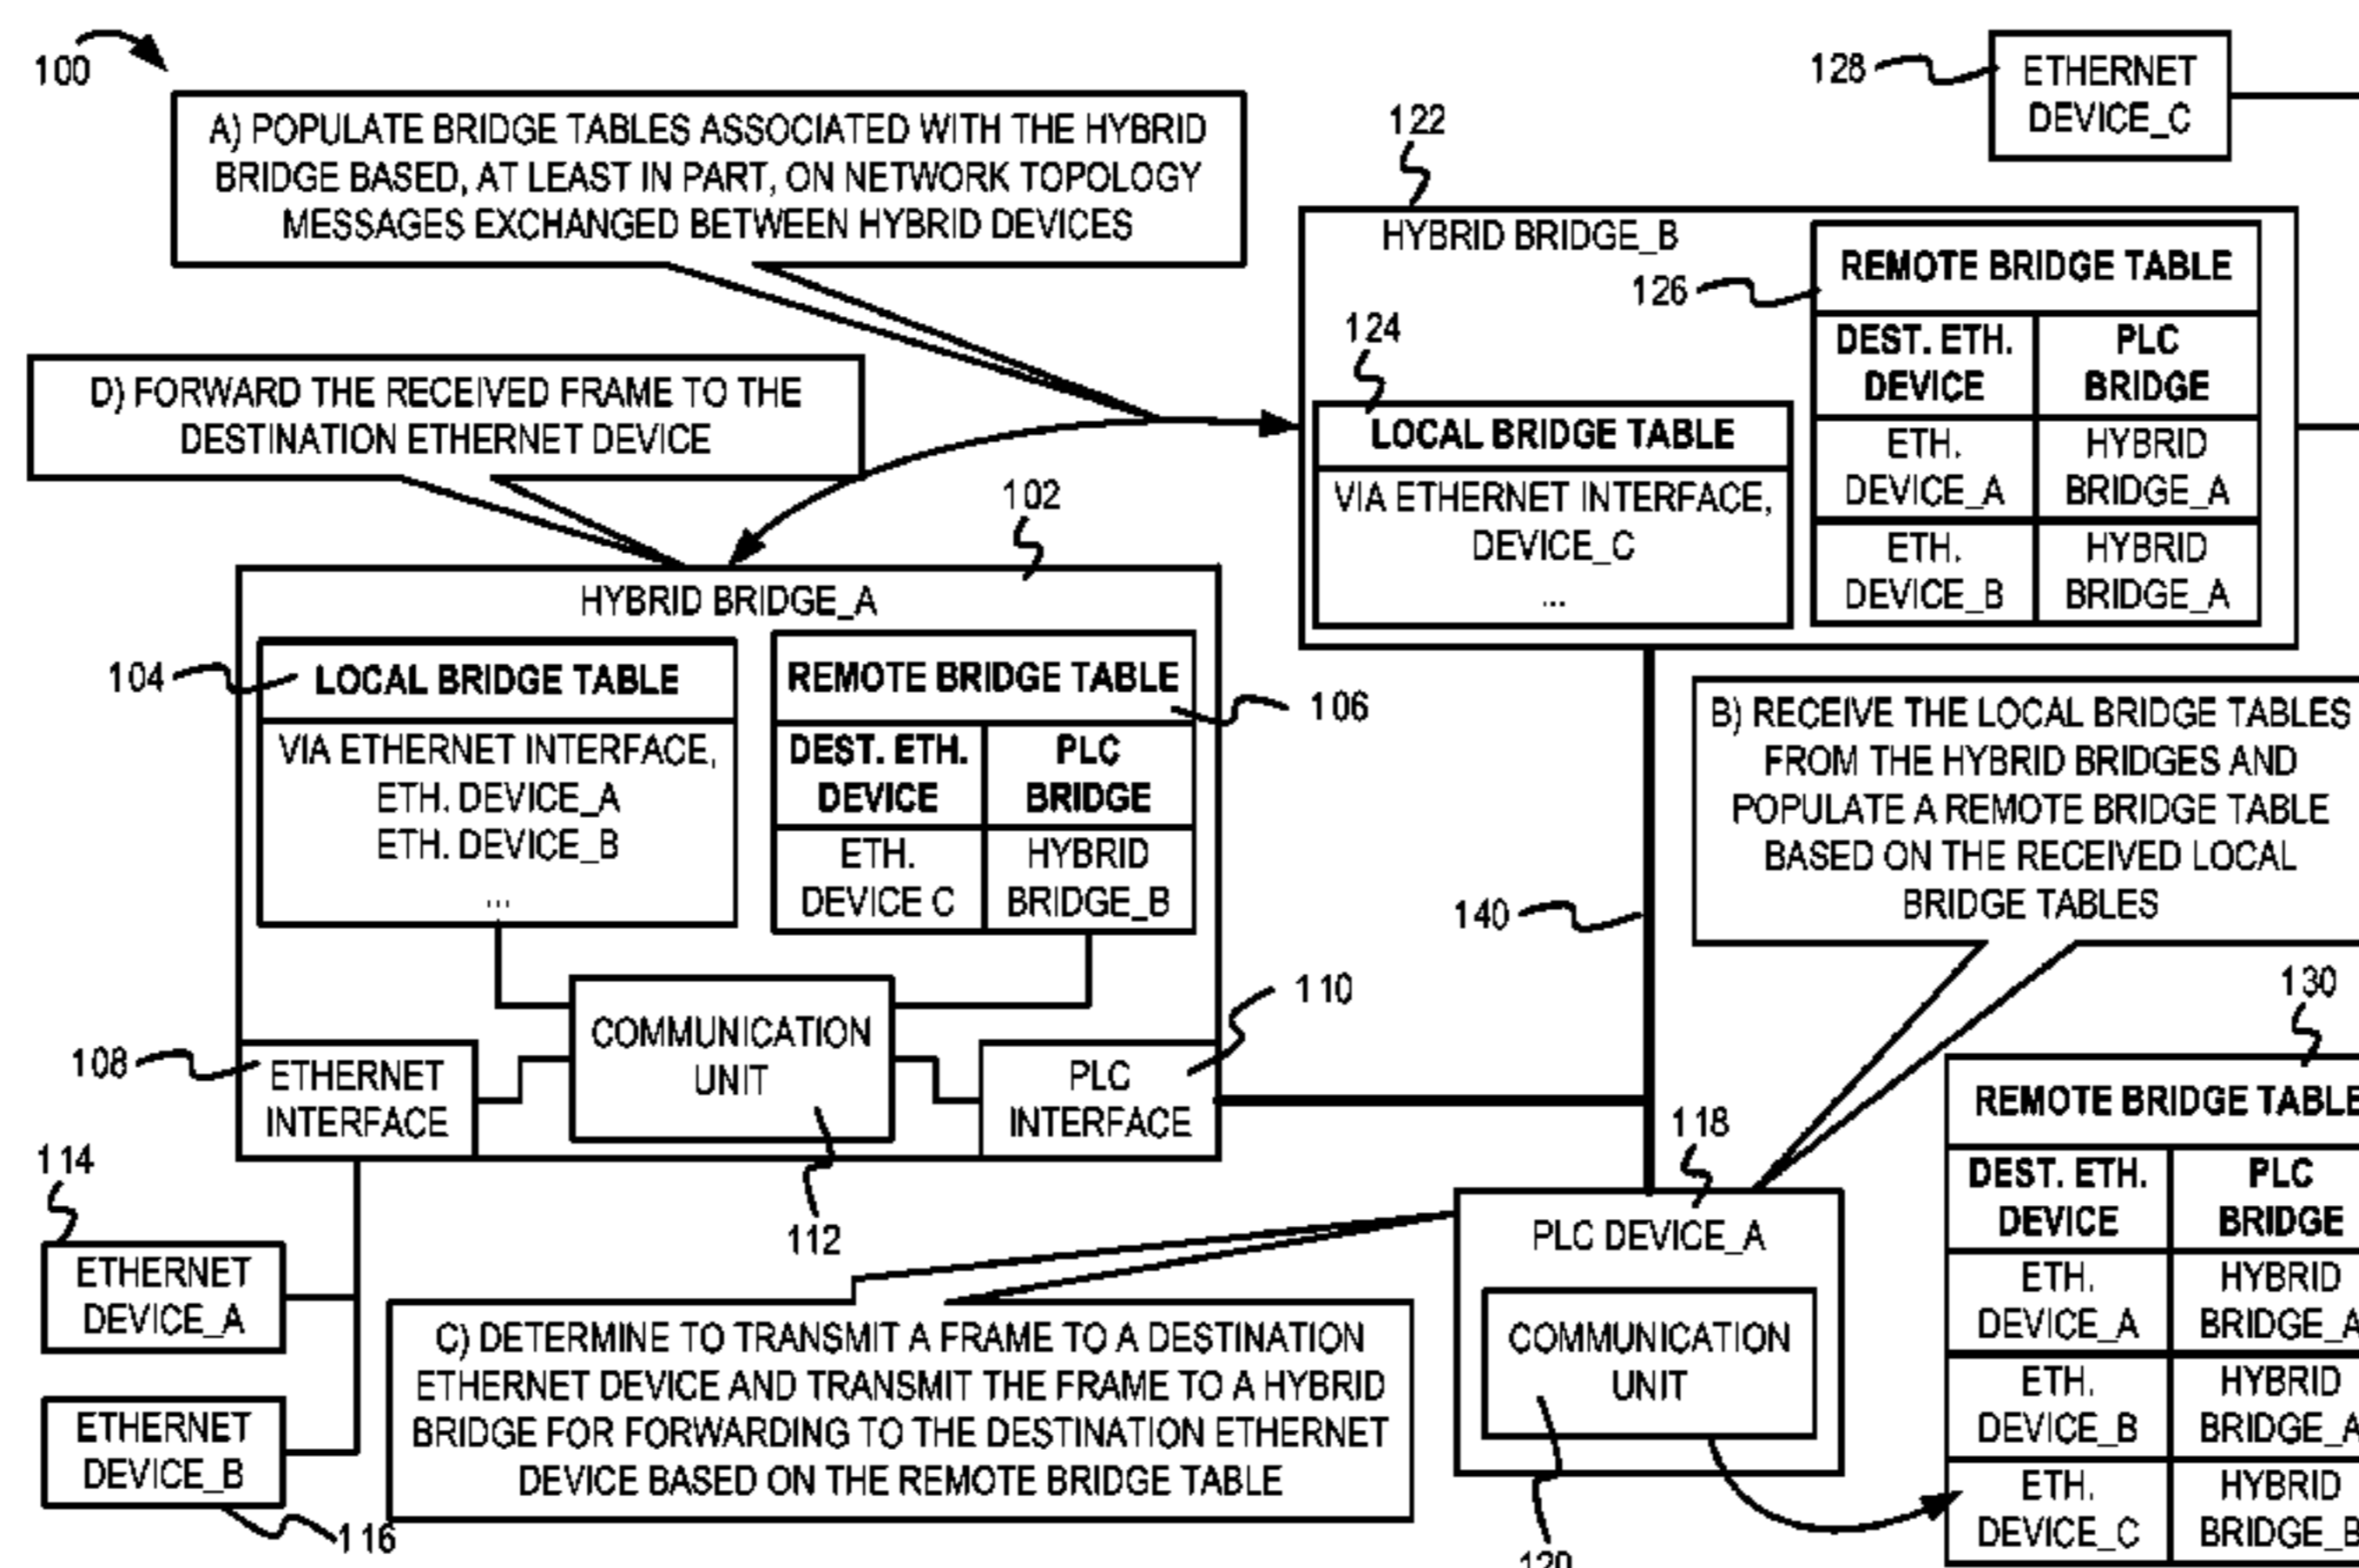 100
A) POPULATE BRIDGE TABLES ASSOCIATED WITH THE HYBRID
BRIDGE BASED, AT LEAST IN PART, ON NETWORK TOPOLOGY
MESSAGES EXCHANGED BETWEEN HYBRID DEVICES
128
ETHERNET
DEVICE_C
122
HYBRID BRIDGE_B
124
LOCAL BRIDGE TABLE
VIA ETHERNET INTERFACE,
DEVICE_C
...
126
REMOTE BRIDGE TABLE
DEST. ETH.
DEVICE
PLC
BRIDGE
ETH.
DEVICE_A
HYBRID
BRIDGE_A
ETH.
DEVICE_B
HYBRID
BRIDGE_A
D) FORWARD THE RECEIVED FRAME TO THE
DESTINATION ETHERNET DEVICE
102
HYBRID BRIDGE_A
104
LOCAL BRIDGE TABLE
VIA ETHERNET INTERFACE,
ETH. DEVICE_A
ETH. DEVICE_B
...
REMOTE BRIDGE TABLE
106
DEST. ETH.
DEVICE
PLC
BRIDGE
ETH.
DEVICE C
HYBRID
BRIDGE_B
108
ETHERNET
INTERFACE
COMMUNICATION
UNIT
112
110
PLC
INTERFACE
114
ETHERNET
DEVICE_A
ETHERNET
DEVICE_B
116
140
B) RECEIVE THE LOCAL BRIDGE TABLES
FROM THE HYBRID BRIDGES AND
POPULATE A REMOTE BRIDGE TABLE
BASED ON THE RECEIVED LOCAL
BRIDGE TABLES
118
PLC DEVICE_A
COMMUNICATION
UNIT
120
C) DETERMINE TO TRANSMIT A FRAME TO A DESTINATION
ETHERNET DEVICE AND TRANSMIT THE FRAME TO A HYBRID
BRIDGE FOR FORWARDING TO THE DESTINATION ETHERNET
DEVICE BASED ON THE REMOTE BRIDGE TABLE
130
REMOTE BRIDGE TABLE
DEST. ETH.
DEVICE
PLC
BRIDGE
ETH.
DEVICE_A
HYBRID
BRIDGE_A
ETH.
DEVICE_B
HYBRID
BRIDGE_A
ETH.
DEVICE_C
HYBRID
BRIDGE_B